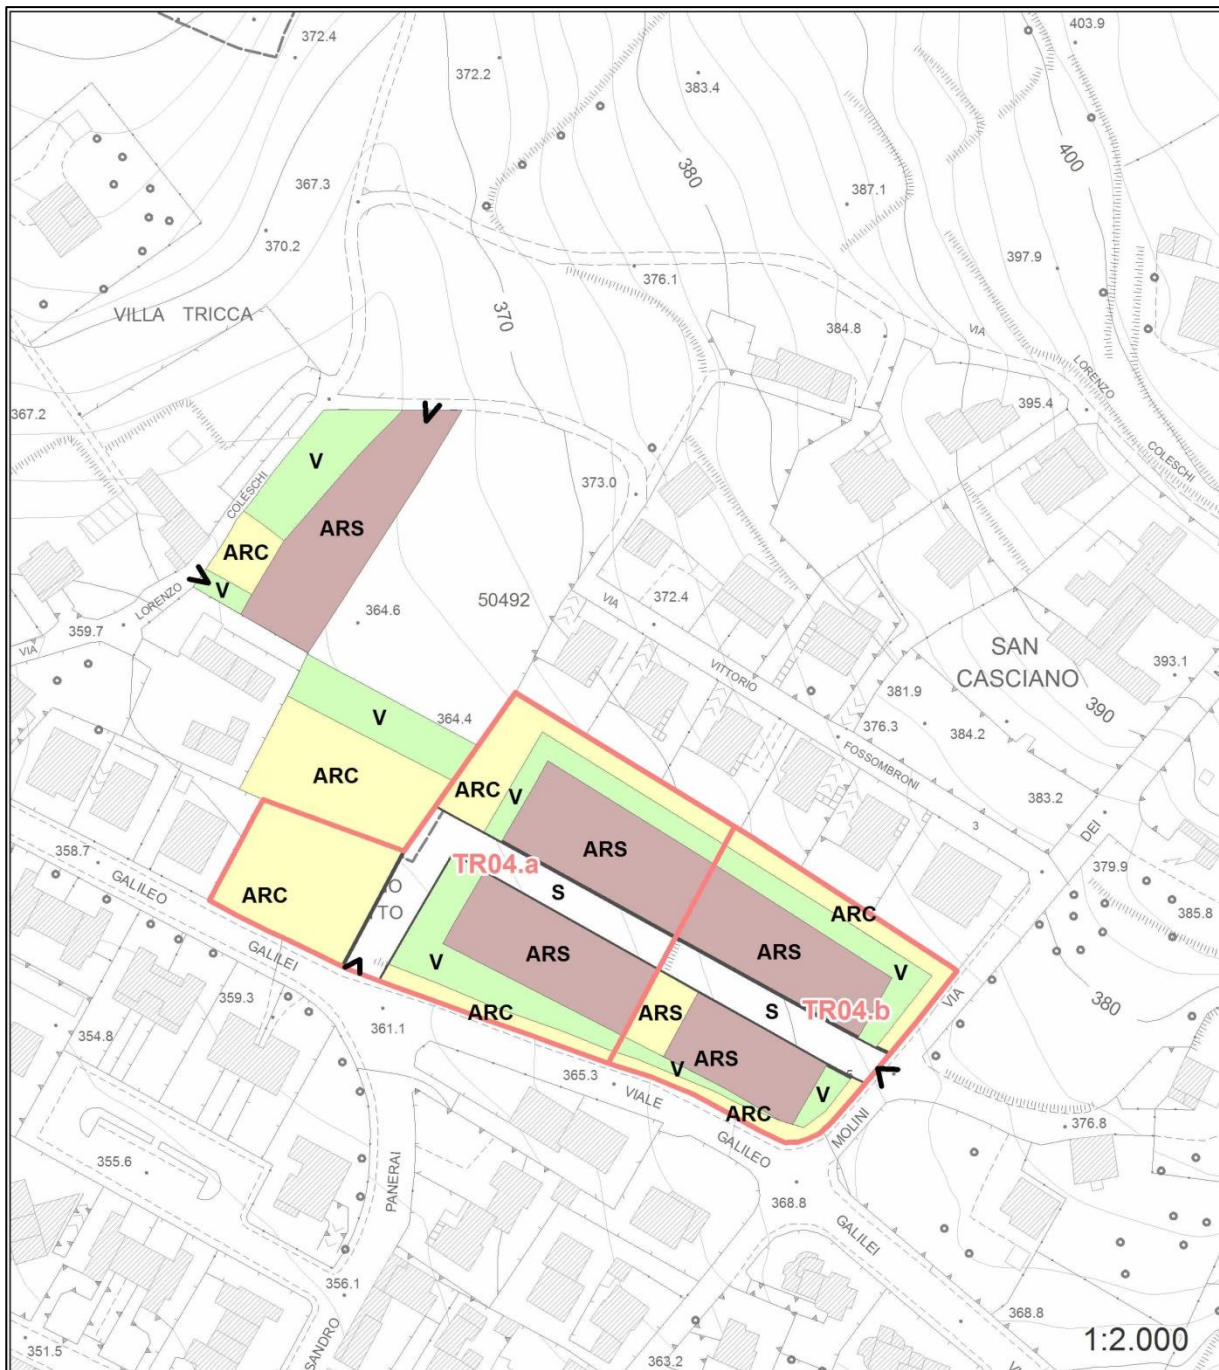 403.9
372.4
372.2
383.4
400
380
367.3
387.1
370.2
397.9
376.1
VILLA TRICCA
370
384.8
VIA
LORENZO
367.2
395.4
V
COLESCHI
COLESCHI
373.0
ARS
ARC
V
LORENZO
50492
VIA
372.4
364.6
359.7
VIA
SAN
CASCIANO
VITTORIO
393.1
381.9
390
V
364.4
376.3
384.2
FOSSOMBRONI
ARC
ARC
V
383.2
3
DEI
ARS
358.7
TR04.a
379.9
GALILEO
ARC
IO
TTO
S
ARC
385.8
GALILEI
V
ARS
ARS
V
VIA
359.3
380
ARC
ARS
S
TR04.b
361.1
354.8
V
ARS
5
365.3
VIALE
V
ARC
MOLINI
376.8
GALILEO
355.6
PANERAI
368.8
GALILEI
356.1
368.8
SANDRO
1:2.000
351.5
363.2